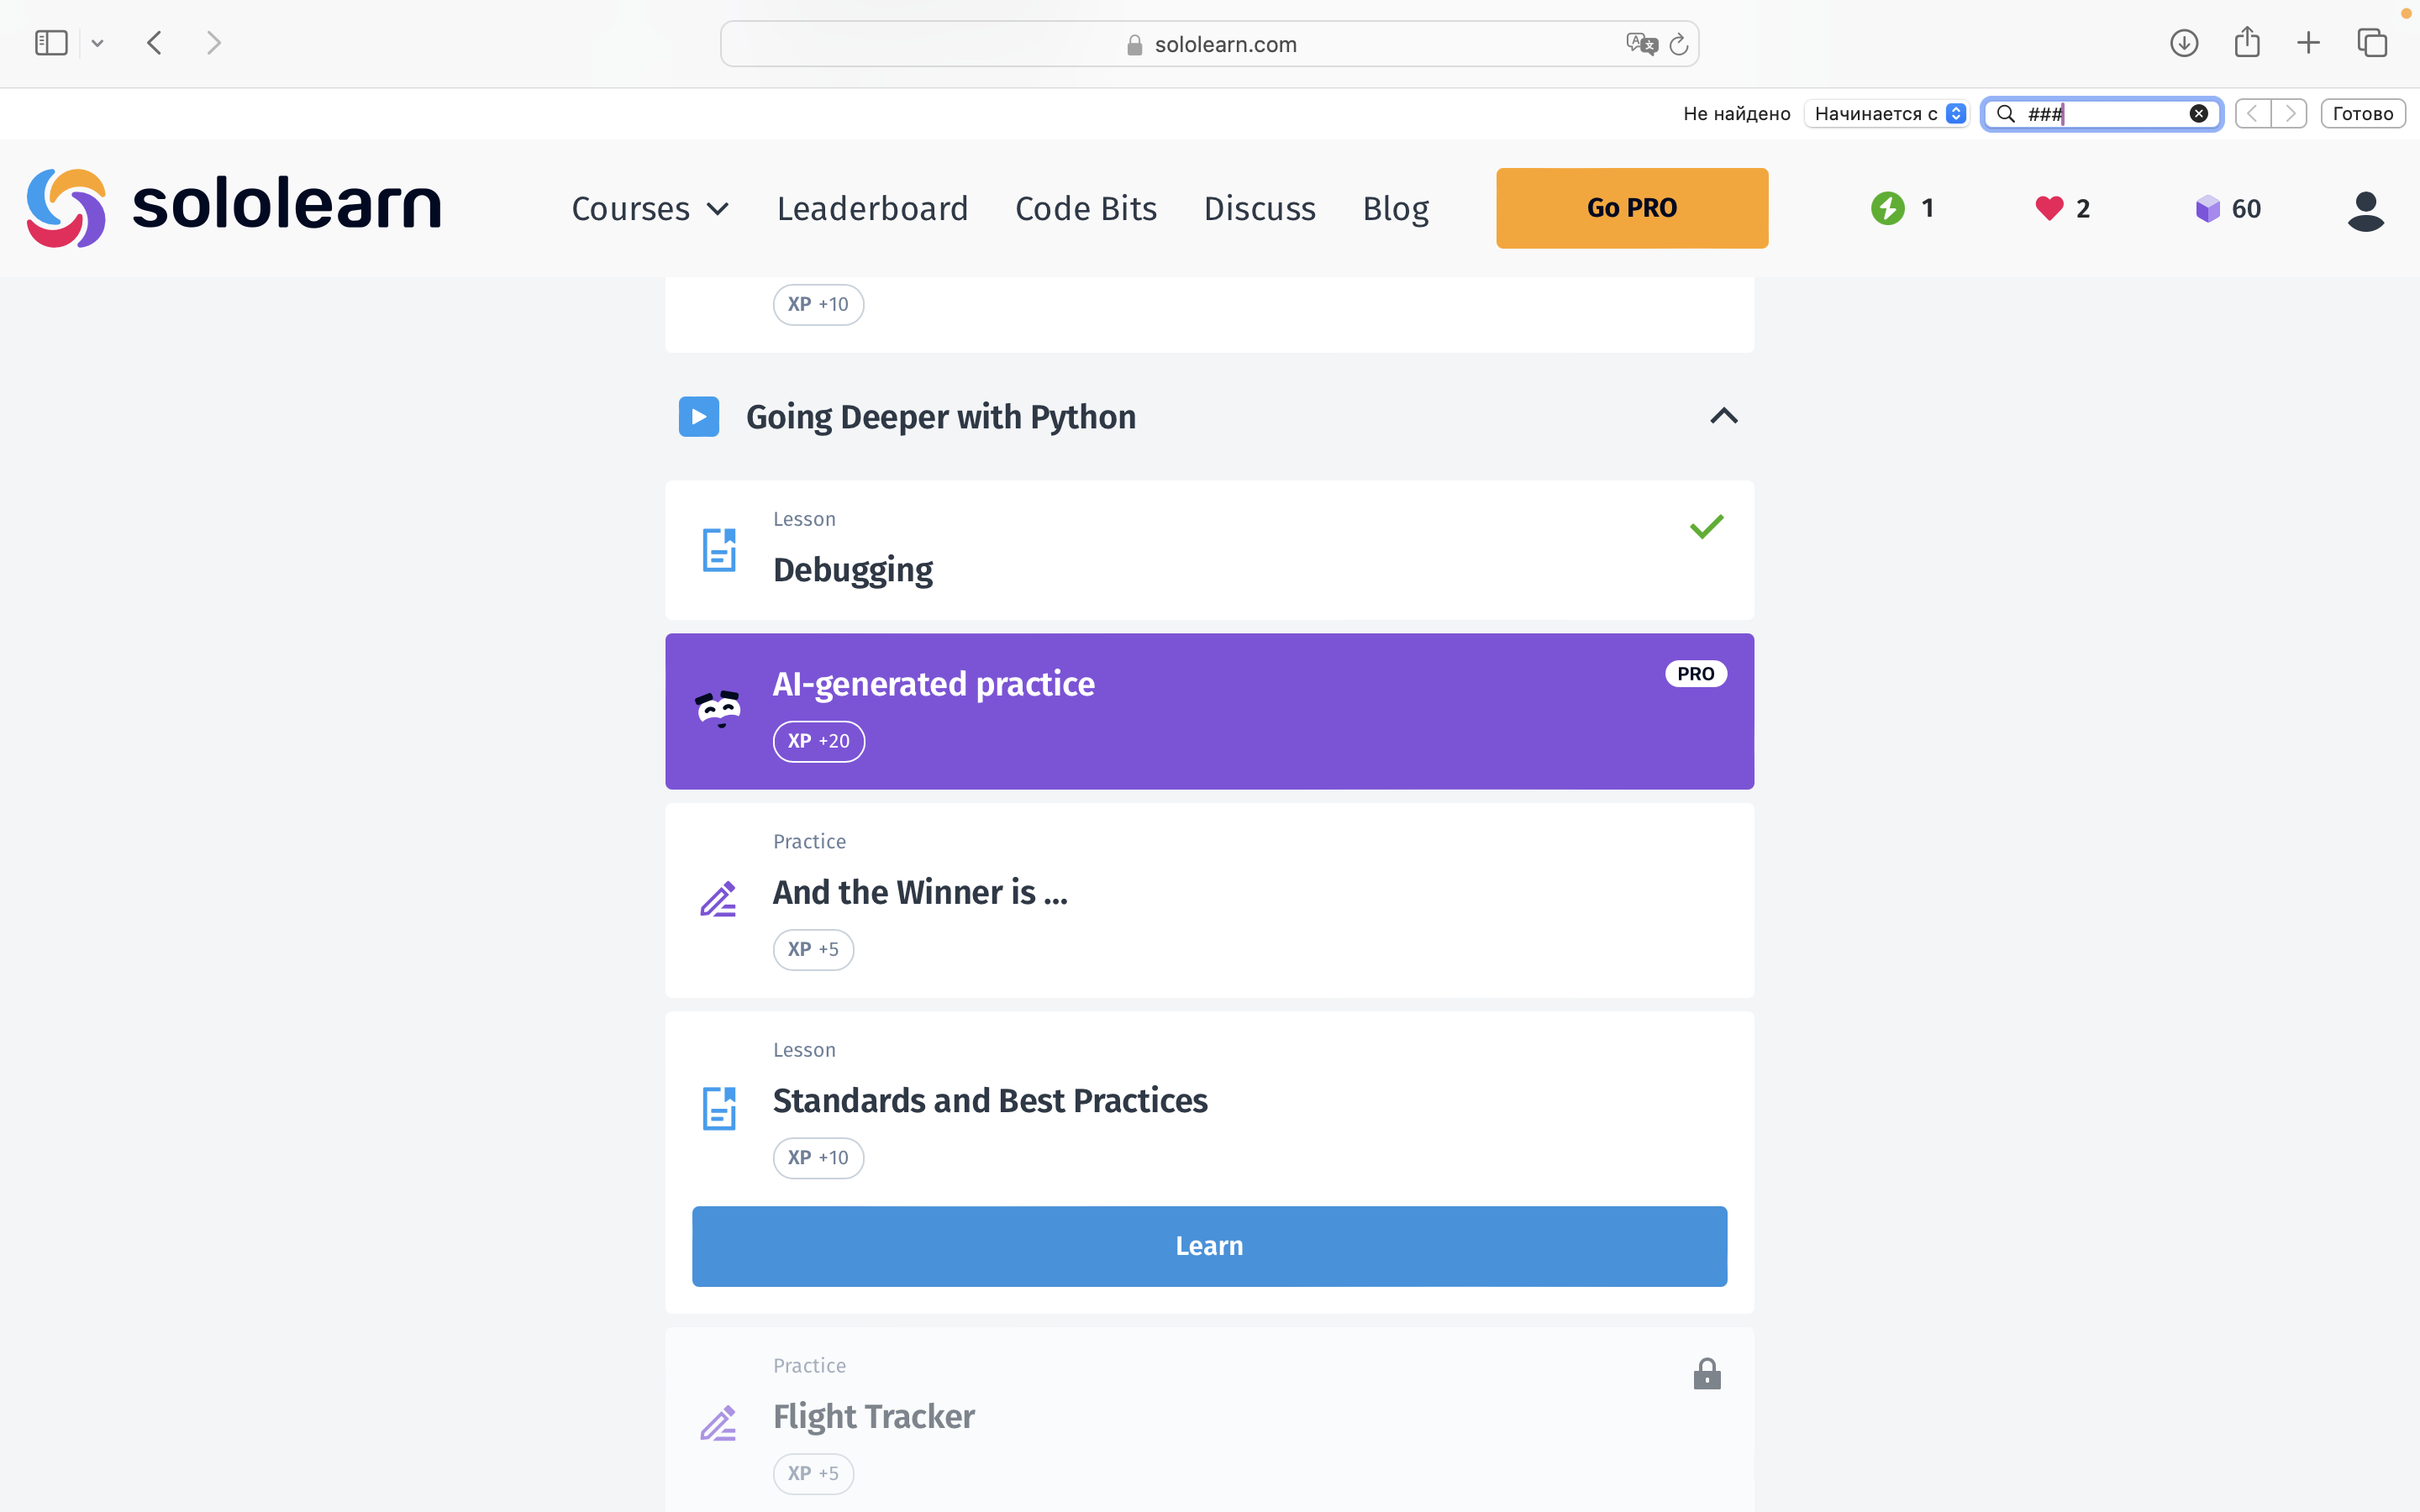 sololearn.com
Не найдено Начинается с ### Готово
sololearn Courses Leaderboard Code Bits Discuss Blog Go PRO 1 2 60
XP +10
Going Deeper with Python
Lesson
Debugging
AI-generated practice PRO
XP +20
Practice
And the Winner is ...
XP +5
Lesson
Standards and Best Practices
XP +10
Learn
Practice
Flight Tracker
XP +5